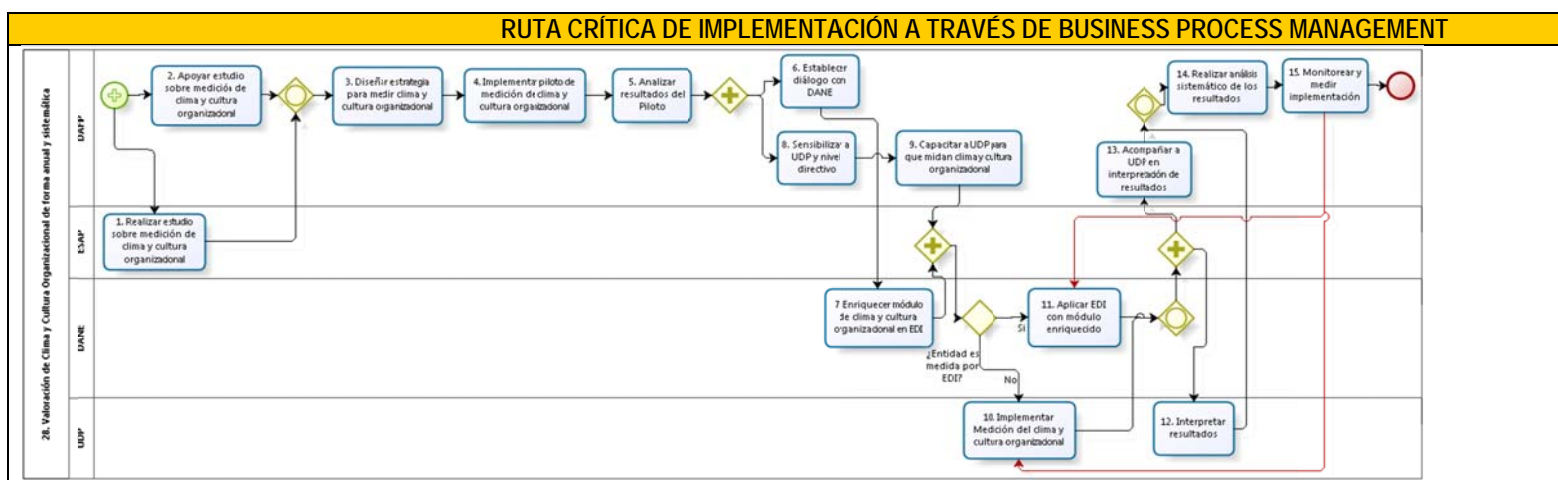 RUTA CRÍTICA DE IMPLEMENTACIÓN A TRAVÉS DE BUSINESS PROCESS MANAGEMENT
28. Valoración de Clima y Cultura Organizacional de forma anual y sistemática
DAFP
2. Apoyar estudio
sobre medición de
clima y cultura
organizacional
3. Diseñar estrategia
para medir clima y
cultura organizacional
4. Implementar piloto de
medición de clima y
cultura organizacional
5. Analizar
resultados del
Piloto
6. Establecer
diálogo con
DANE
8. Sensibilizar a
UDP y nivel
directivo
9. Capacitar a UDP para
que midan clima y cultura
organizacional
13. Acompañar a
UDP en
interpretación de
resultados
14. Realizar análisis
sistemático de los
resultados
15. Monitorear y
medir
implementación
ESAP
1. Realizar estudio
sobre medición de
clima y cultura
organizacional
DANE
7 Enriquecer módulo
de clima y cultura
organizacional en EDI
¿Entidad es
medida por
EDI?
Si
No
11. Aplicar EDI
con módulo
enriquecido
UDP
10. Implementar
Medición del clima y
cultura organizacional
12. Interpretar
resultados